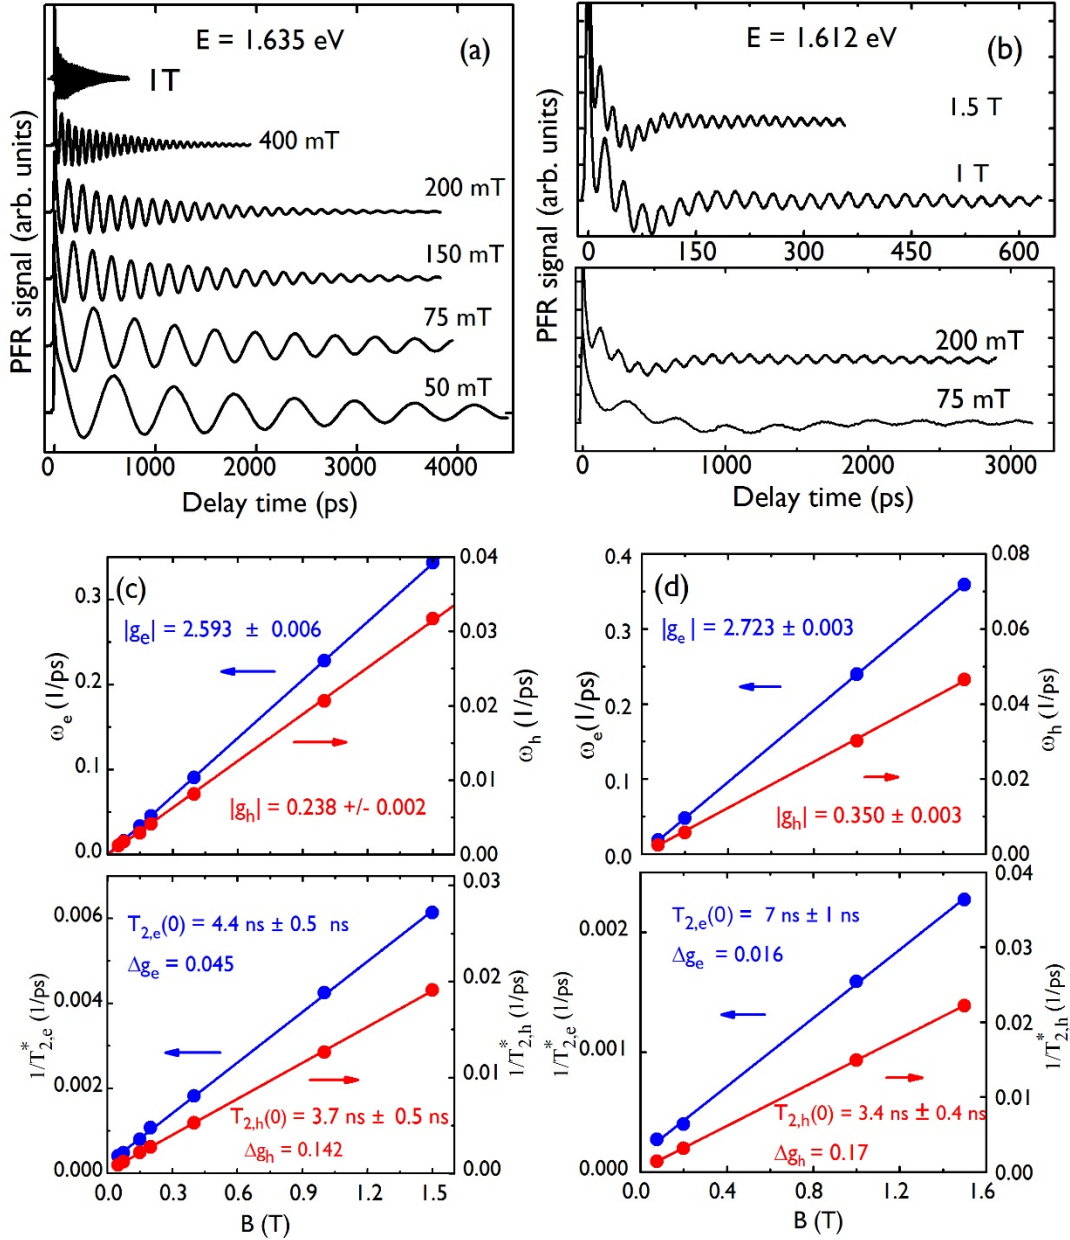 E = 1.635 eV
(a)
1T
400 mT
200 mT
150 mT
75 mT
50 mT
PFR signal (arb. units)
0 1000 2000 3000 4000
Delay time (ps)
E = 1.612 eV
(b)
1.5 T
1 T
0 150 300 450 600
200 mT
75 mT
PFR signal (arb. units)
0 1000 2000 3000
Delay time (ps)
(c)
|gₑ| = 2.593 ± 0.006
|gₕ| = 0.238 +/- 0.002
ωₑ (1/ps)
0.3
0.2
0.1
0.0
ωₕ (1/ps)
0.04
0.03
0.02
0.01
0.00
(d)
|gₑ| = 2.723 ± 0.003
|gₕ| = 0.350 ± 0.003
ωₑ (1/ps)
0.5
0.4
0.3
0.2
0.1
0.0
ωₕ (1/ps)
0.08
0.06
0.04
0.02
0.00
T₂,ₑ(0) = 4.4 ns ± 0.5 ns
Δgₑ = 0.045
T₂,ₕ(0) = 3.7 ns ± 0.5 ns
Δgₕ = 0.142
1/T*₂,ₑ (1/ps)
0.006
0.004
0.002
0.000
1/T*₂,ₕ (1/ps)
0.03
0.02
0.01
0.00
0.0 0.3 0.6 0.9 1.2 1.5
B (T)
T₂,ₑ(0) = 7 ns ± 1 ns
Δgₑ = 0.016
T₂,ₕ(0) = 3.4 ns ± 0.4 ns
Δgₕ = 0.17
1/T*₂,ₑ (1/ps)
0.002
0.001
0.000
1/T*₂,ₕ (1/ps)
0.04
0.03
0.02
0.01
0.00
0.0 0.4 0.8 1.2 1.6
B (T)